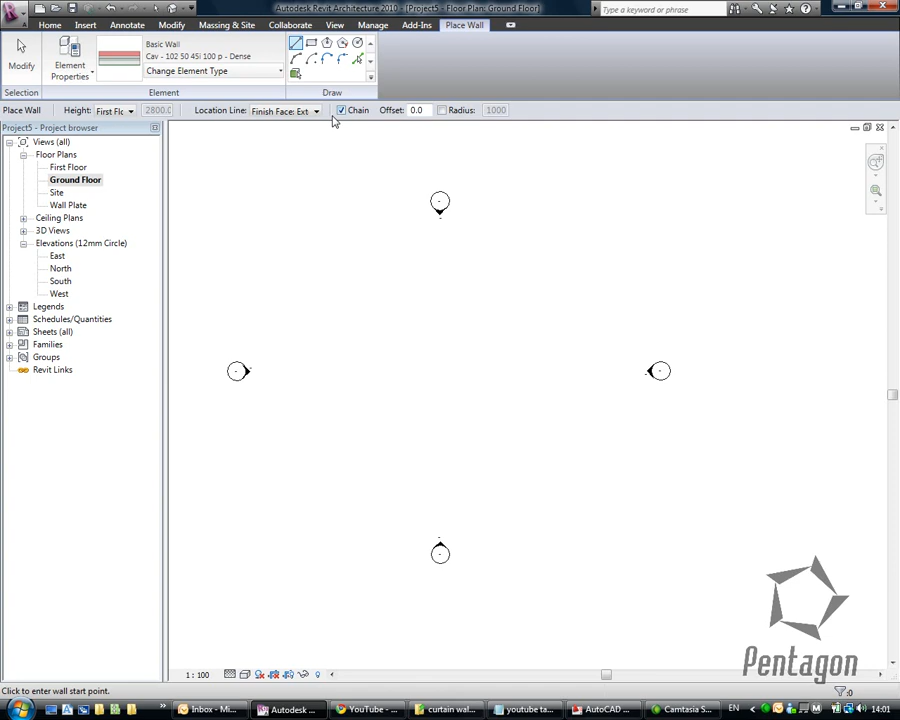 Autodesk Revit Architecture 2010 - [Project5 - Floor Plan: Ground Floor]
Type a keyword or phrase
Home Insert Annotate Modify Massing & Site Collaborate View Manage Add-Ins Place Wall
Modify
Element Properties
Basic Wall
Cav - 102 50 45i 100 p - Dense
Change Element Type
Selection Element Draw
Place Wall Height: First Flo 2800.0 Location Line: Finish Face: Ext Chain Offset: 0.0 Radius: 1000
Project5 - Project browser
Views (all)
Floor Plans
First Floor
Ground Floor
Site
Wall Plate
Ceiling Plans
3D Views
Elevations (12mm Circle)
East
North
South
West
Legends
Schedules/Quantities
Sheets (all)
Families
Groups
Revit Links
Pentagon
1 : 100
Click to enter wall start point.
:0
Inbox - Mi...
Autodesk ...
YouTube - ...
curtain wal...
youtube ta...
AutoCAD ...
Camtasia S...
EN
14:01